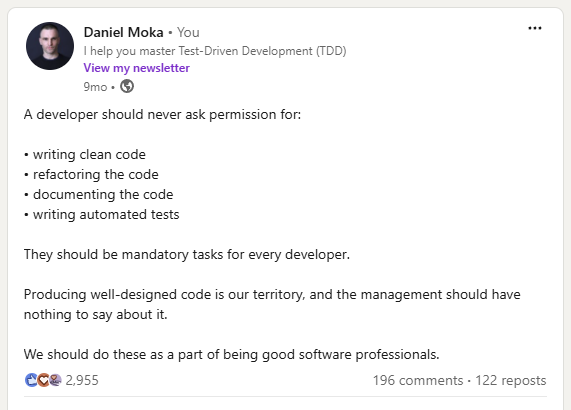 Daniel Moka • You
I help you master Test-Driven Development (TDD)
View my newsletter
9mo •
A developer should never ask permission for:
• writing clean code
• refactoring the code
• documenting the code
• writing automated tests
They should be mandatory tasks for every developer.
Producing well-designed code is our territory, and the management should have
nothing to say about it.
We should do these as a part of being good software professionals.
2,955
196 comments • 122 reposts